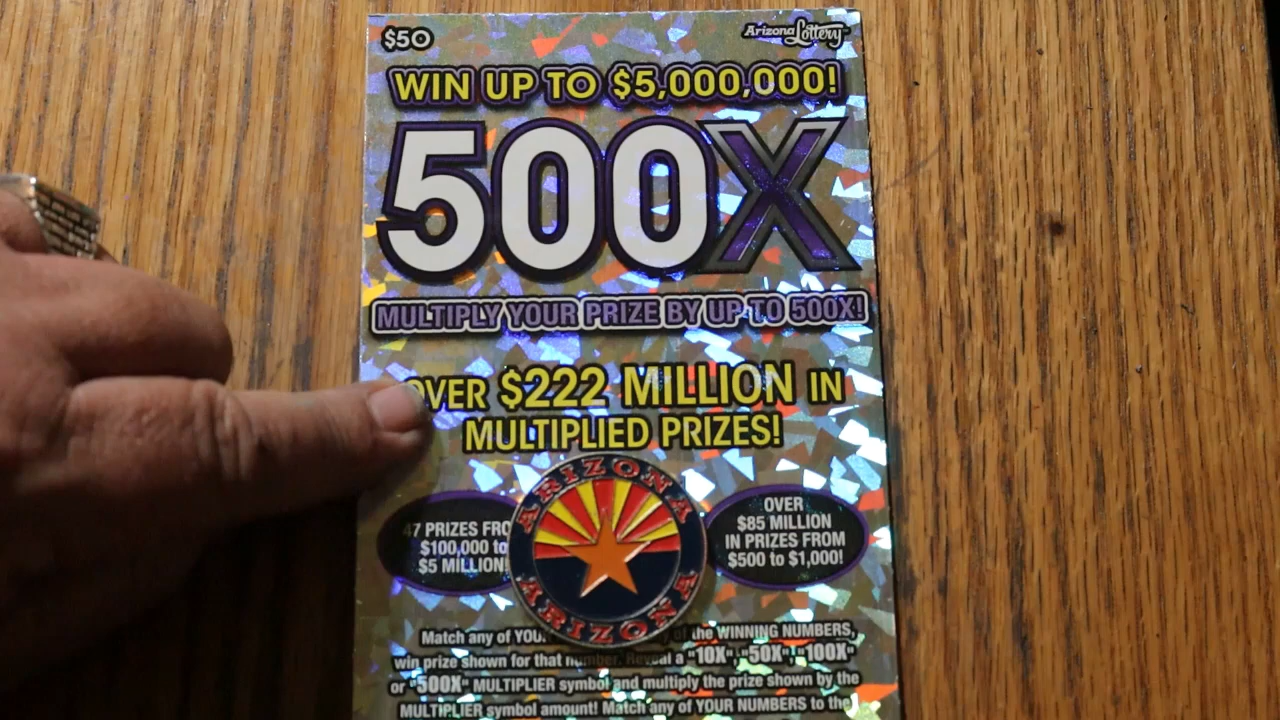 $50
Arizona Lottery
WIN UP TO $5,000,000!
500X
MULTIPLY YOUR PRIZE BY UP TO 500X!
OVER $222 MILLION IN
MULTIPLIED PRIZES!
47 PRIZES
$100,000 to
$5 MILLION!
ARIZONA
ARIZONA
OVER
$85 MILLION
IN PRIZES FROM
$500 to $1,000!
Match any of of the WINNING NUMBERS,
win prize shown for that number. Reveal a "10X", "50X", "100X"
or "500X" MULTIPLIER symbol and multiply the prize shown by the
MULTIPLIER symbol amount! Match any of YOUR NUMBERS to the